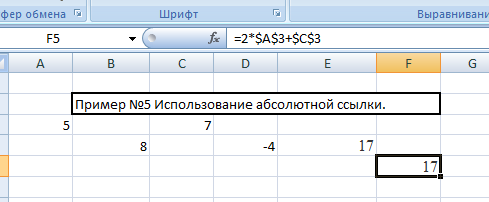 фер обмена Шрифт Выравнивани
F5 fx =2*$A$3+$C$3
A B C D E F G
Пример №5 Использование абсолютной ссылки.
5 7
8 -4 17
17